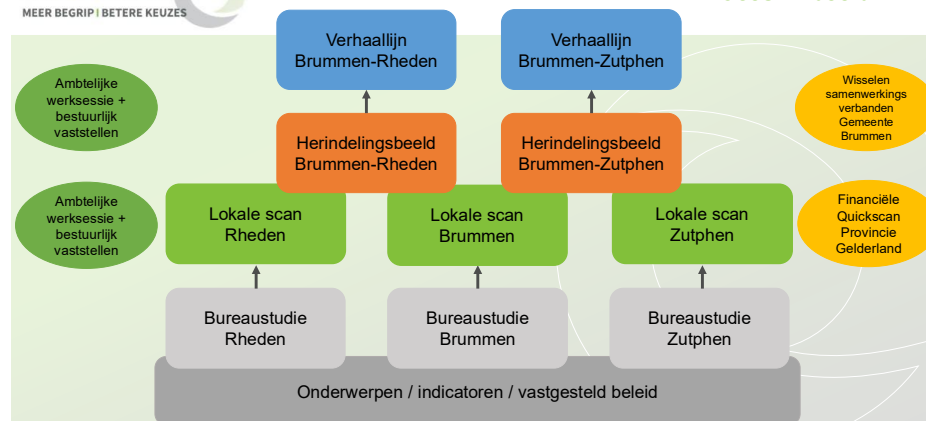 MEER BEGRIP I BETERE KEUZES
Verhaallijn
Brummen-Rheden
Verhaallijn
Brummen-Zutphen
Ambtelijke
werksessie +
bestuurlijk
vaststellen
Wisselen
samenwerkings
verbanden
Gemeente
Brummen
Herindelingsbeeld
Brummen-Rheden
Herindelingsbeeld
Brummen-Zutphen
Ambtelijke
werksessie +
bestuurlijk
vaststellen
Lokale scan
Rheden
Lokale scan
Brummen
Lokale scan
Zutphen
Financiële
Quickscan
Provincie
Gelderland
Bureaustudie
Rheden
Bureaustudie
Brummen
Bureaustudie
Zutphen
Onderwerpen / indicatoren / vastgesteld beleid